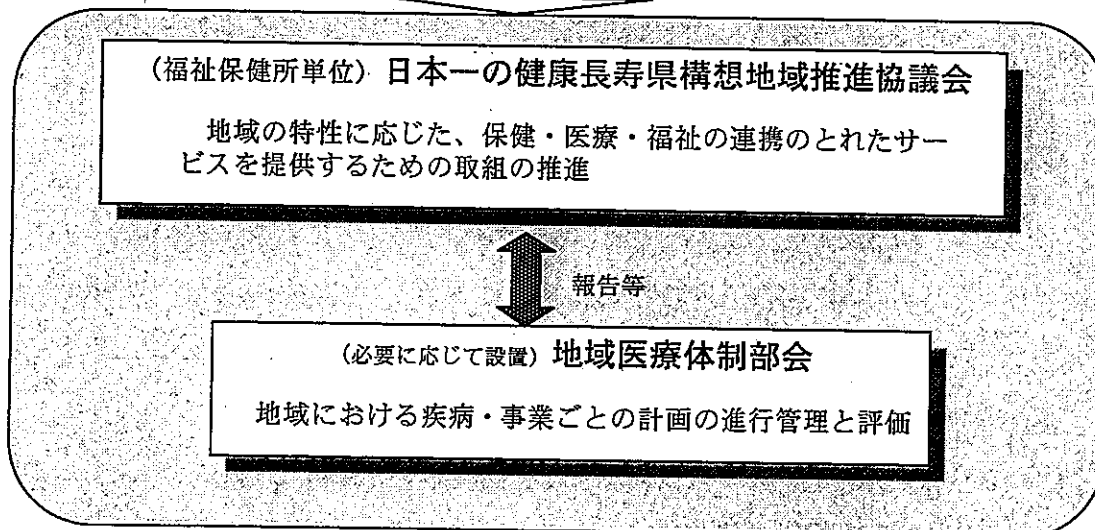 （福祉保健所単位）日本一の健康長寿県構想地域推進協議会
地域の特性に応じた、保健・医療・福祉の連携のとれたサー
ビスを提供するための取組の推進
報告等
（必要に応じて設置）地域医療体制部会
地域における疾病・事業ごとの計画の進行管理と評価